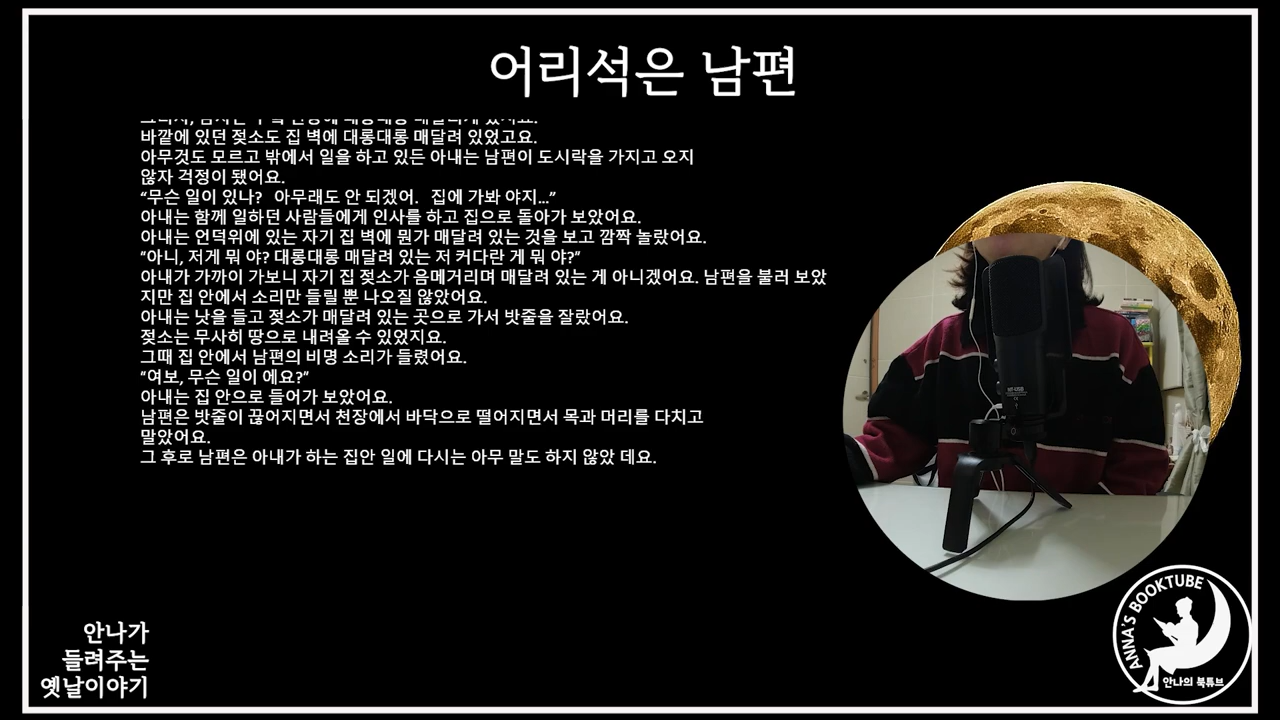 어리석은 남편
바깥에 있던 젖소도 집 벽에 대롱대롱 매달려 있었고요.
아무것도 모르고 밖에서 일을 하고 있든 아내는 남편이 도시락을 가지고 오지
않자 걱정이 됐어요.
“무슨 일이 있나? 아무래도 안 되겠어. 집에 가봐 야지...”
아내는 함께 일하던 사람들에게 인사를 하고 집으로 돌아가 보았어요.
아내는 언덕위에 있는 자기 집 벽에 뭔가 매달려 있는 것을 보고 깜짝 놀랐어요.
“아니, 저게 뭐 야? 대롱대롱 매달려 있는 저 커다란 게 뭐 야?”
아내가 가까이 가보니 자기 집 젖소가 음메거리며 매달려 있는 게 아니겠어요. 남편을 불러 보았
지만 집 안에서 소리만 들릴 뿐 나오질 않았어요.
아내는 낫을 들고 젖소가 매달려 있는 곳으로 가서 밧줄을 잘랐어요.
젖소는 무사히 땅으로 내려올 수 있었지요.
그때 집 안에서 남편의 비명 소리가 들렸어요.
“여보, 무슨 일이 에요?”
아내는 집 안으로 들어가 보았어요.
남편은 밧줄이 끊어지면서 천장에서 바닥으로 떨어지면서 목과 머리를 다치고
말았어요.
그 후로 남편은 아내가 하는 집안 일에 다시는 아무 말도 하지 않았 데요.
안나가
들려주는
옛날이야기
ANNA'S BOOKTUBE
안나의 북튜브